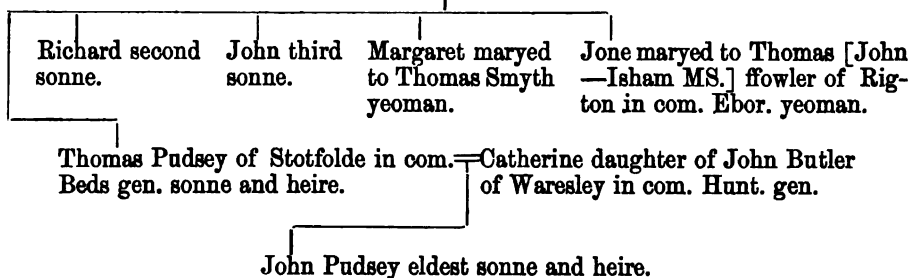 Richard second
sonne.
John third
sonne.
Margaret maryed
to Thomas Smyth
yeoman.
Jone maryed to Thomas [John
—Isham MS.] ffowler of Rig-
ton in com. Ebor. yeoman.
Thomas Pudsey of Stotfolde in com.
Beds gen. sonne and heire.
Catherine daughter of John Butler
of Waresley in com. Hunt. gen.
John Pudsey eldest sonne and heire.